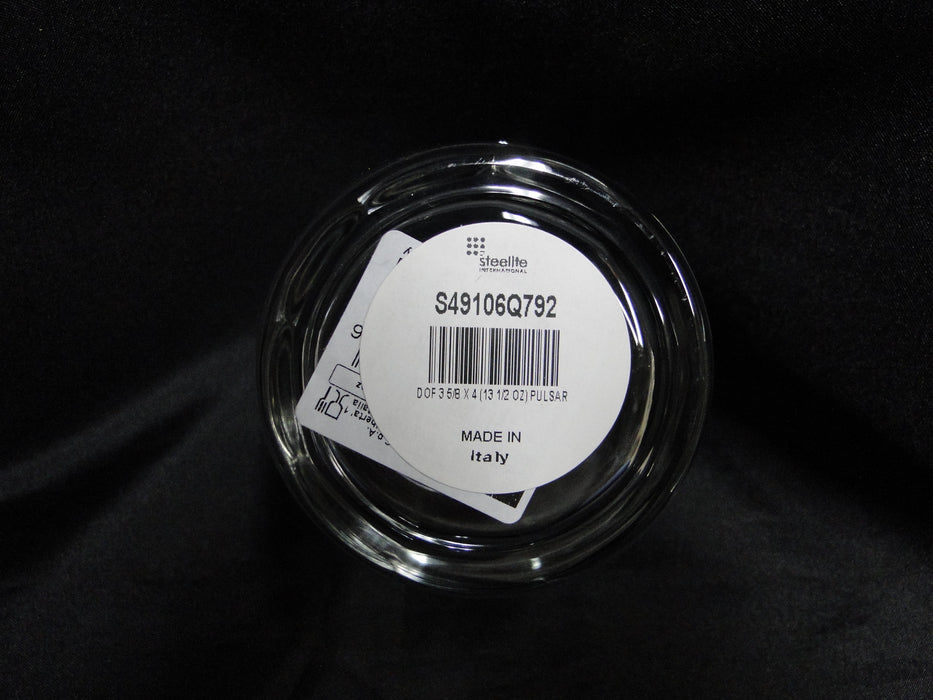 steelite
INTERNATIONAL
S49106Q792
DOF 3 5/8 X 4 (13 1/2 OZ) PULSAR
MADE IN
Italy